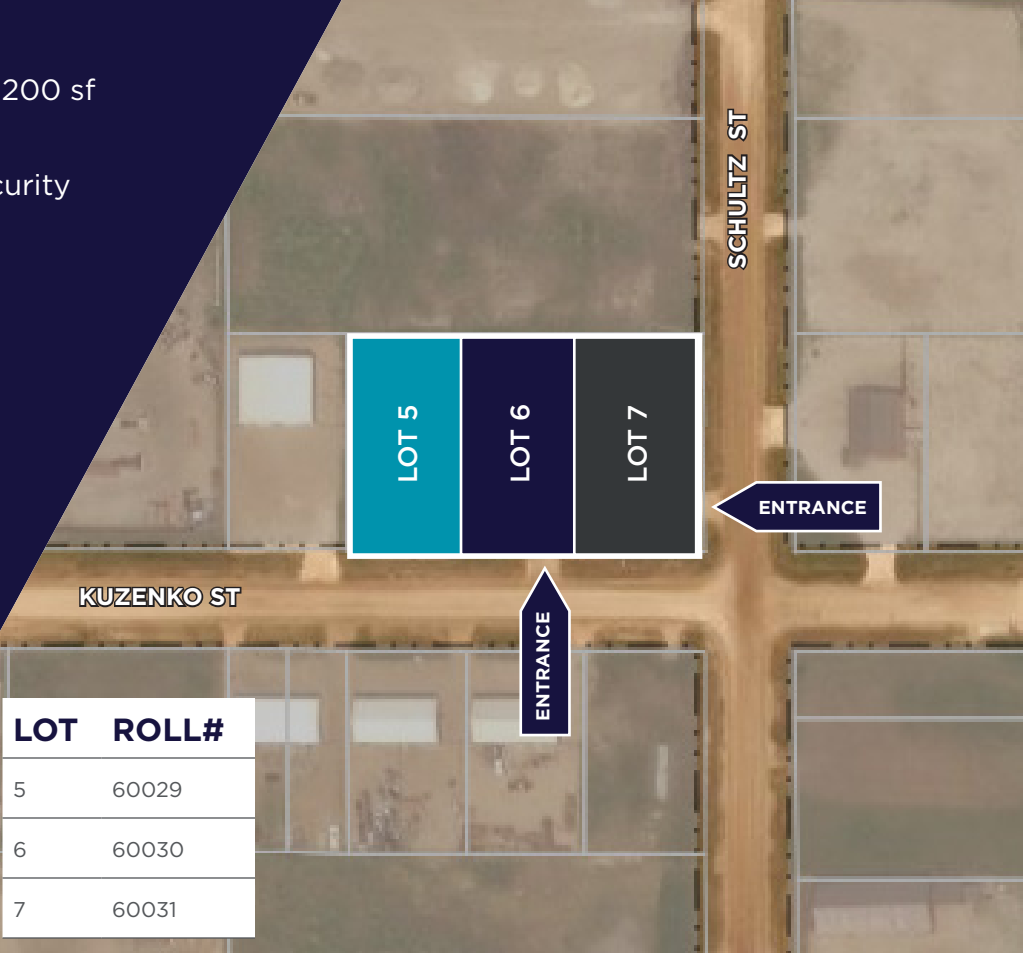 200 sf
curity
SCHULTZ ST
LOT 5
LOT 6
LOT 7
ENTRANCE
KUZENKO ST
ENTRANCE
LOT ROLL#
5 60029
6 60030
7 60031